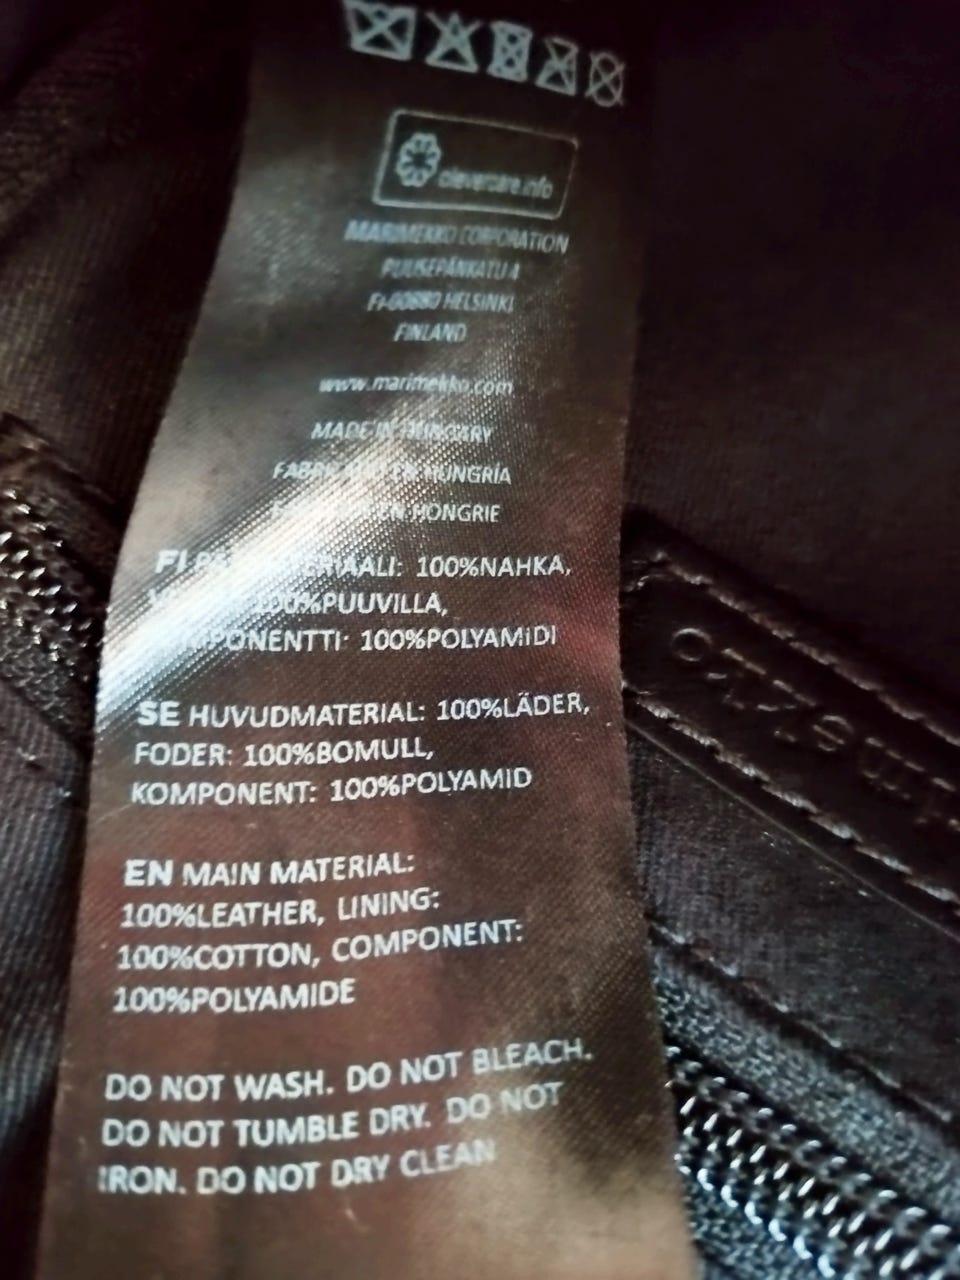 clevercare.info
MARIMEKKO CORPORATION
PUUSEPÄNKATU 4
FI-00880 HELSINKI
FINLAND
www.marimekko.com
MADE IN HUNGARY
EN HUNGRÍA
EN HONGRIE
FI 100%NAHKA,
100%PUUVILLA,
KOMPONENTTI: 100%POLYAMIDI
SE HUVUDMATERIAL: 100%LÄDER,
FODER: 100%BOMULL,
KOMPONENT: 100%POLYAMID
EN MAIN MATERIAL:
100%LEATHER, LINING:
100%COTTON, COMPONENT:
100%POLYAMIDE
DO NOT WASH. DO NOT BLEACH.
DO NOT TUMBLE DRY. DO NOT
IRON. DO NOT DRY CLEAN